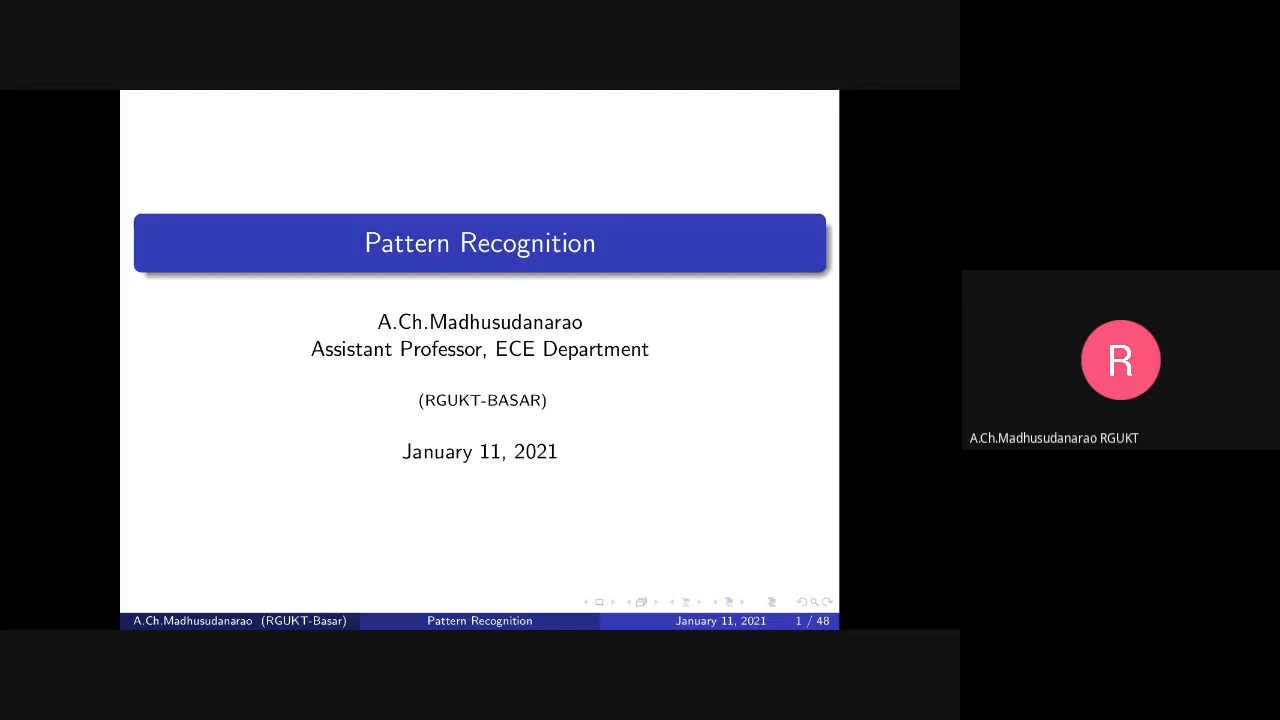 Pattern Recognition
A.Ch.Madhusudanarao
Assistant Professor, ECE Department
(RGUKT-BASAR)
January 11, 2021
A.Ch.Madhusudanarao (RGUKT-Basar) Pattern Recognition January 11, 2021 1 / 48
R
A.Ch.Madhusudanarao RGUKT